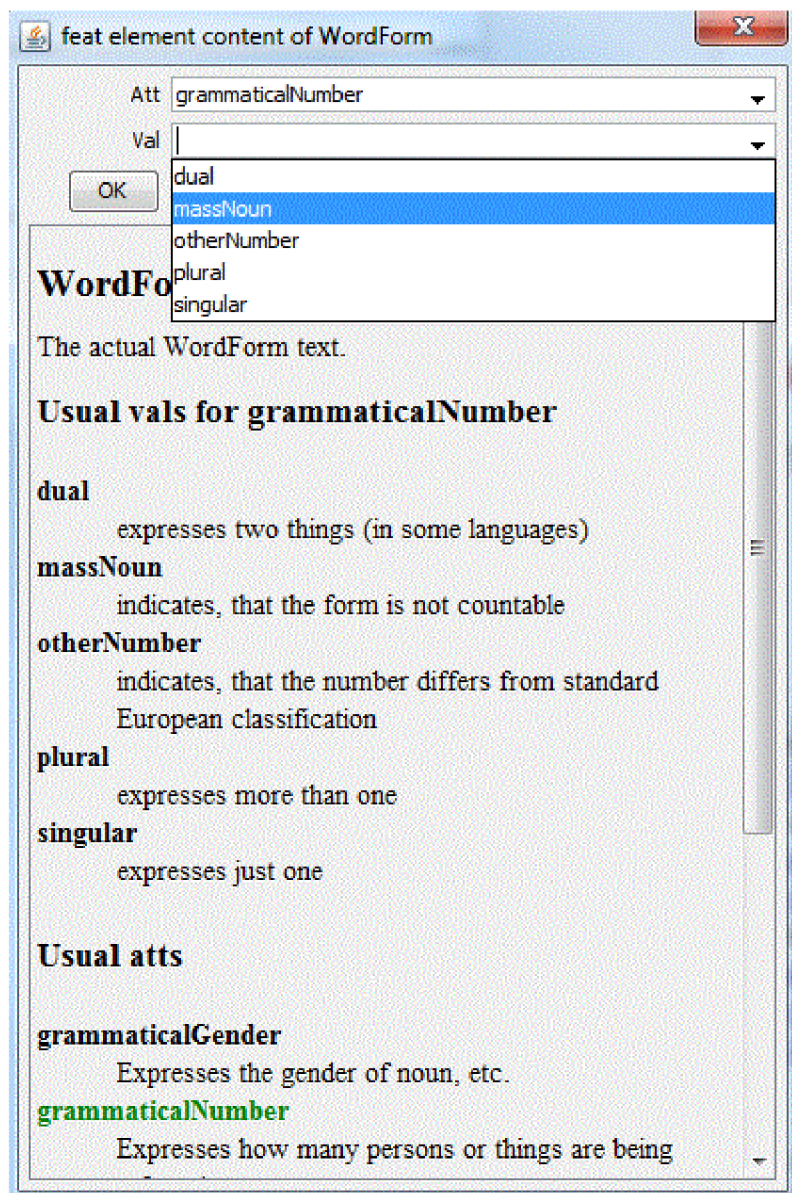 feat element content of WordForm
Att grammaticalNumber
Val
OK
dual
massNoun
otherNumber
plural
singular
The actual WordForm text.
Usual vals for grammaticalNumber
dual
expresses two things (in some languages)
massNoun
indicates, that the form is not countable
otherNumber
indicates, that the number differs from standard
European classification
plural
expresses more than one
singular
expresses just one
Usual atts
grammaticalGender
Expresses the gender of noun, etc.
grammaticalNumber
Expresses how many persons or things are being